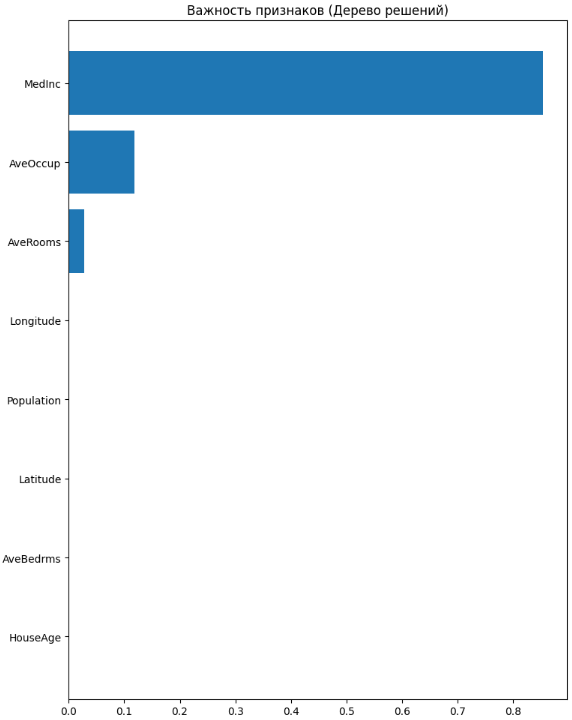 Важность признаков (Дерево решений)
MedInc
AveOccup
AveRooms
Longitude
Population
Latitude
AveBedrms
HouseAge
0.0 0.1 0.2 0.3 0.4 0.5 0.6 0.7 0.8